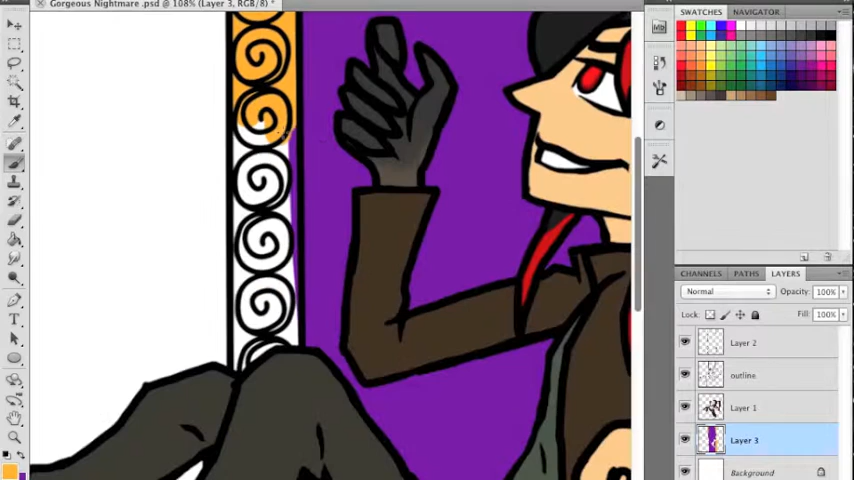 Gorgeous Nightmare .psd @ 108% (Layer 3, RGB/8) *
SWATCHES NAVIGATOR
Mb
CHANNELS PATHS LAYERS
Normal Opacity: 100%
Lock: Fill: 100%
Layer 2
outline
Layer 1
Layer 3
Background